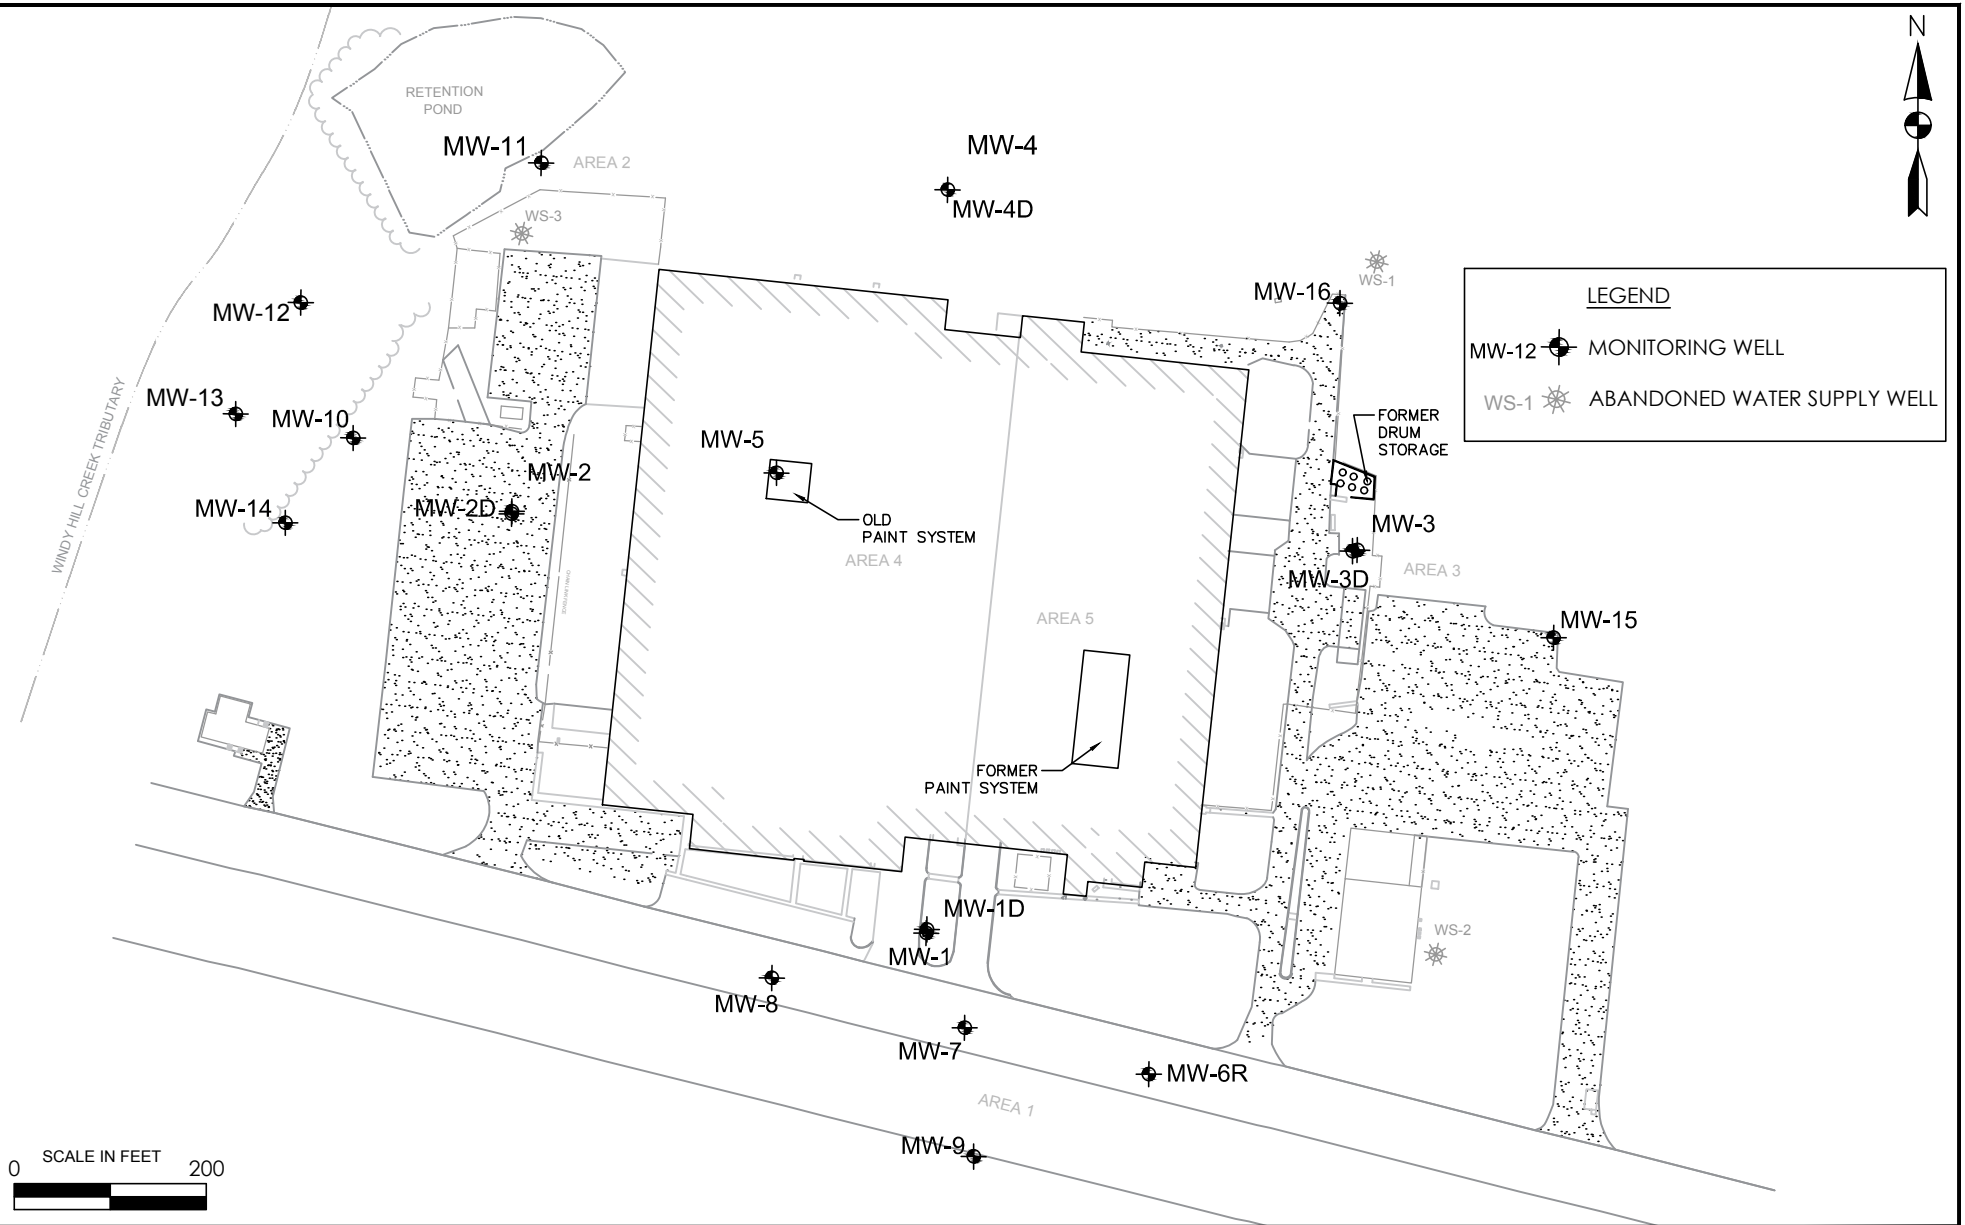 N
RETENTION
POND
MW-11
AREA 2
MW-4
MW-4D
WS-3
WS-1
MW-16
MW-12
LEGEND
MW-12 MONITORING WELL
WS-1 ABANDONED WATER SUPPLY WELL
WINDY HILL CREEK TRIBUTARY
MW-13
MW-10
MW-14
MW-2
MW-2D
MW-5
OLD
PAINT SYSTEM
AREA 4
FORMER
DRUM
STORAGE
MW-3
MW-3D
AREA 3
MW-15
AREA 5
FORMER
PAINT SYSTEM
MW-1D
MW-1
WS-2
MW-8
MW-7
MW-6R
AREA 1
MW-9
SCALE IN FEET
0 200